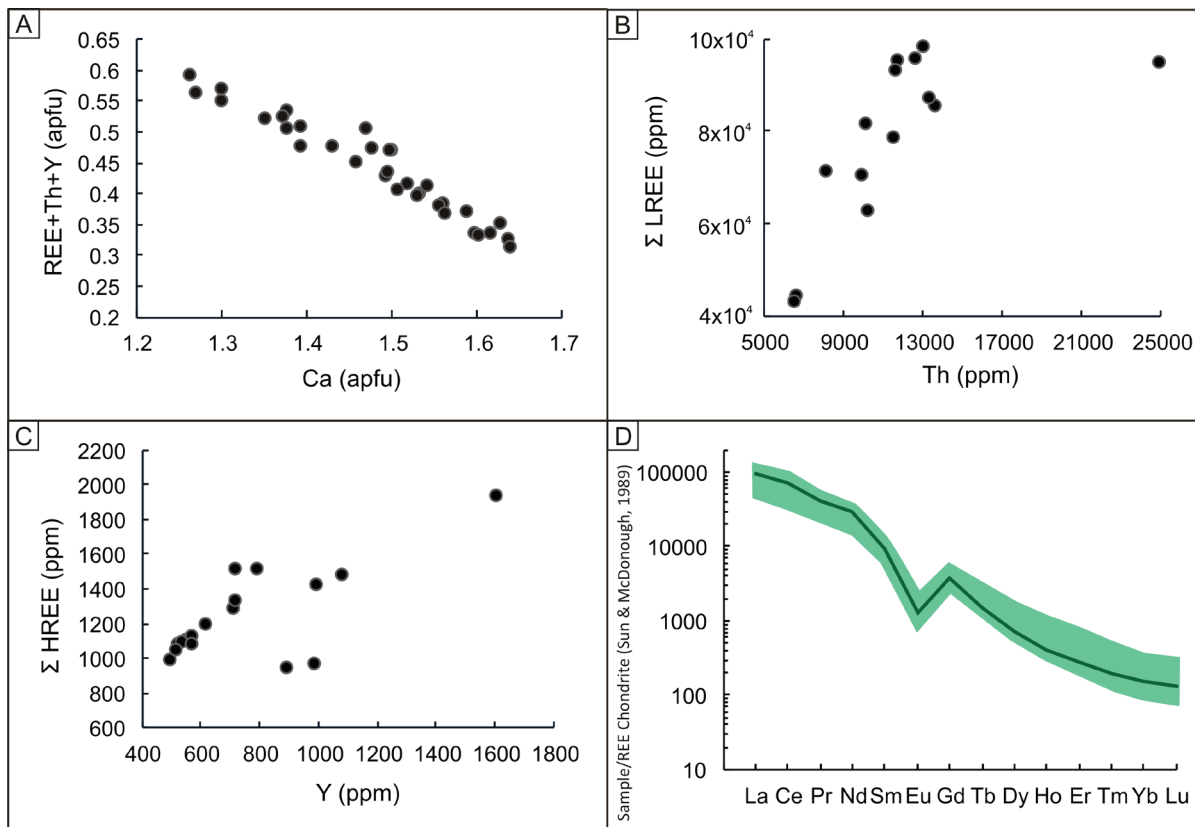 A
0.65
0.6
0.55
0.5
0.45
0.4
0.35
0.3
0.25
0.2
REE+Th+Y (apfu)
1.2 1.3 1.4 1.5 1.6 1.7
Ca (apfu)
B
10x10⁴
8x10⁴
6x10⁴
4x10⁴
Σ LREE (ppm)
5000 9000 13000 17000 21000 25000
Th (ppm)
C
2200
2000
1800
1600
1400
1200
1000
800
600
Σ HREE (ppm)
400 600 800 1000 1200 1400 1600 1800
Y (ppm)
D
100000
10000
1000
100
10
Sample/REE Chondrite (Sun & McDonough, 1989)
La Ce Pr Nd Sm Eu Gd Tb Dy Ho Er Tm Yb Lu